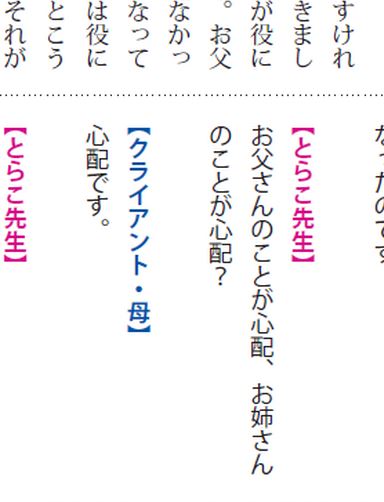 すけれ
きまし
が役に
。お父
なかっ
なって
は役に
とこう
それが
なったのです
【とらこ先生】
お父さんのことが心配、お姉さん
のことが心配？
【クライアント・母】
心配です。
【とらこ先生】